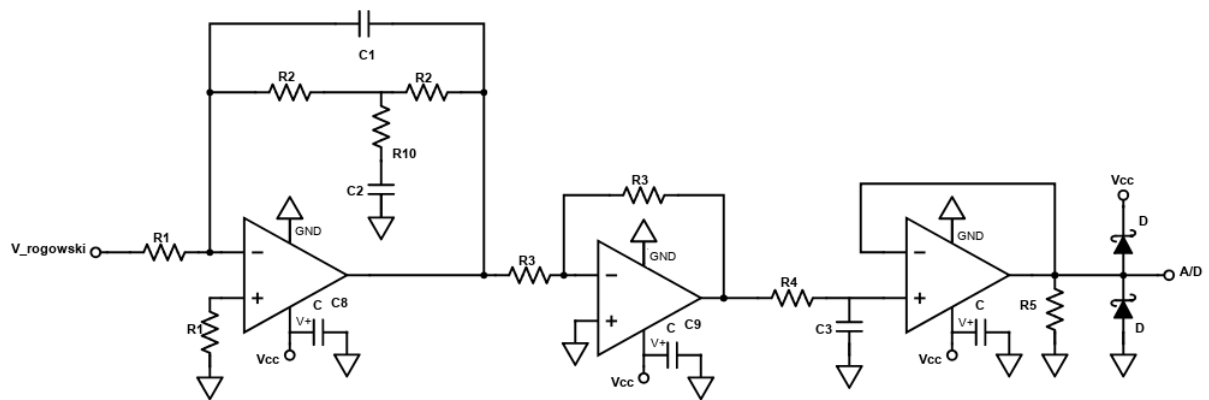 C1
R2
R2
R10
C2
V_rogowski
R1
GND
C
C8
V+
R1
Vcc
R3
R3
GND
C
C9
V+
Vcc
R4
C3
GND
C
V+
Vcc
R5
Vcc
D
A/D
D